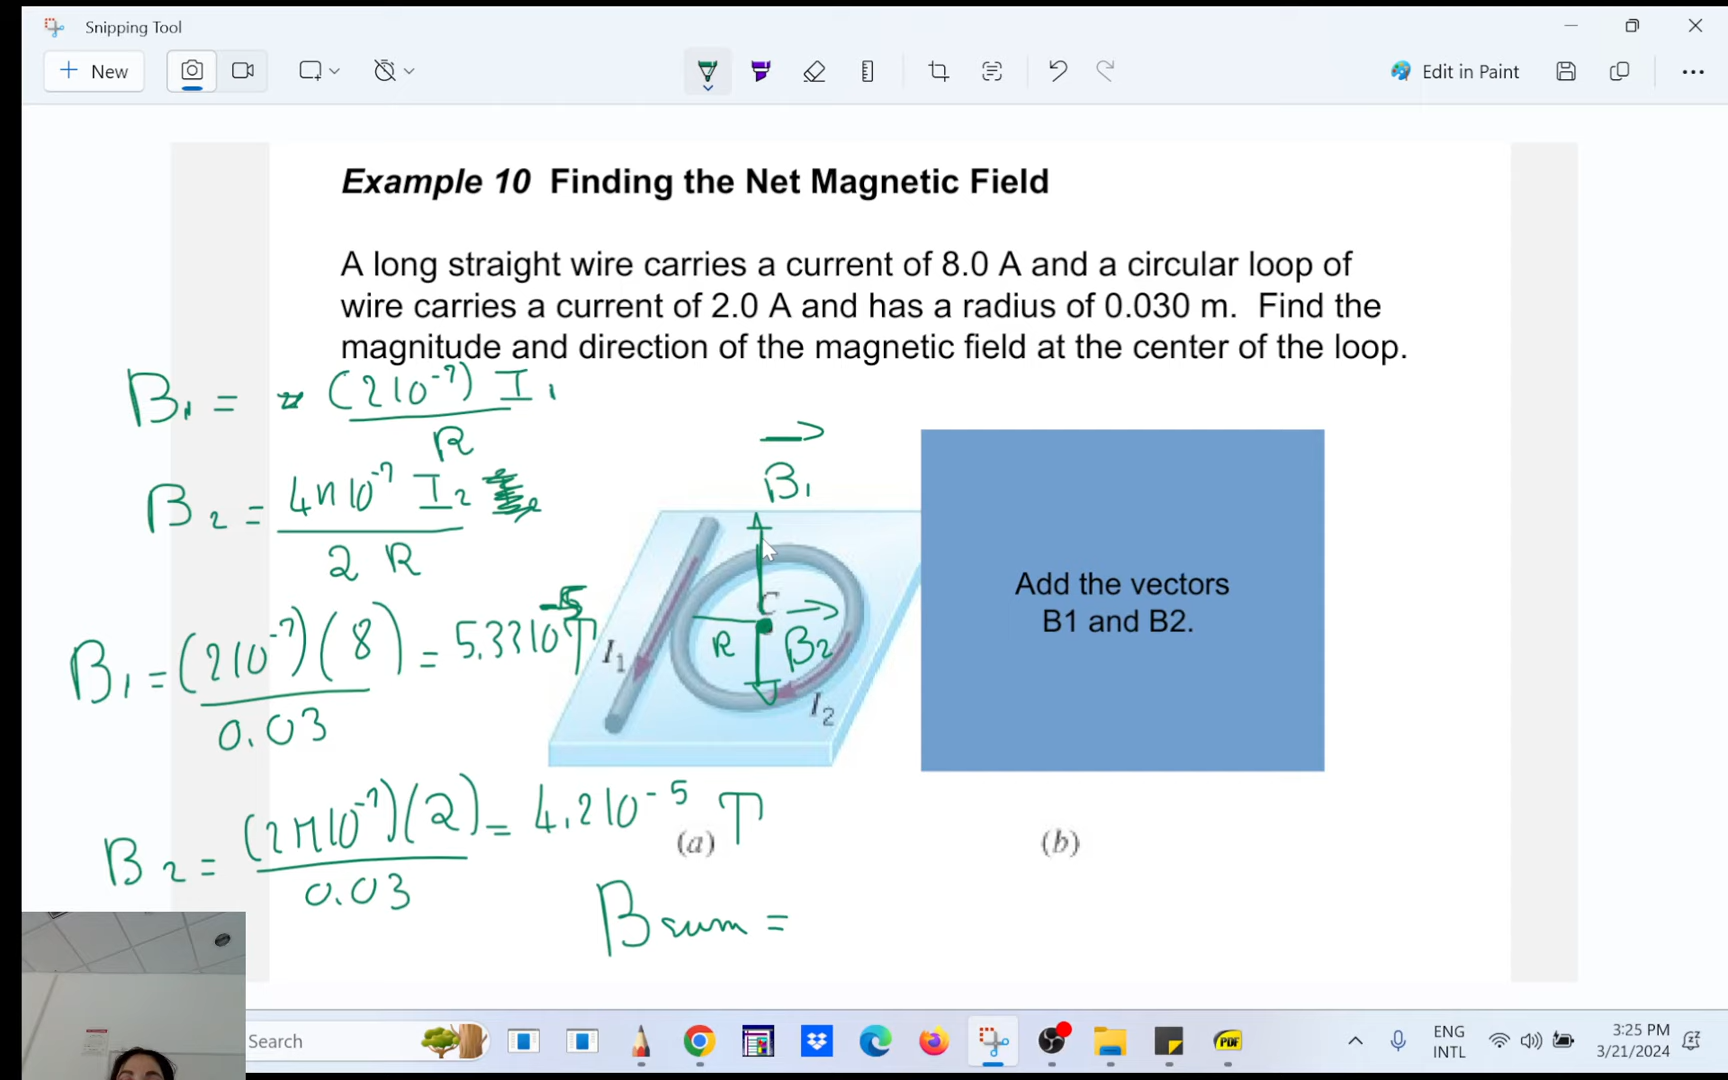 Snipping Tool
New
Edit in Paint
Example 10 Finding the Net Magnetic Field
A long straight wire carries a current of 8.0 A and a circular loop of
wire carries a current of 2.0 A and has a radius of 0.030 m. Find the
magnitude and direction of the magnetic field at the center of the loop.
B₁ = (2 10⁻⁷) I₁
R
B₂ = 4π10⁻⁷ I₂
2 R
B₁ = (2 10⁻⁷)(8) = 5.33 10⁻⁵ T
0.03
B₂ = (2π10⁻⁷)(2) = 4.2 10⁻⁵ T
0.03
B sum =
B₁
C
R
B₂
I₁
I₂
(a)
Add the vectors
B1 and B2.
(b)
Search
PDF
ENG
INTL
3:25 PM
3/21/2024